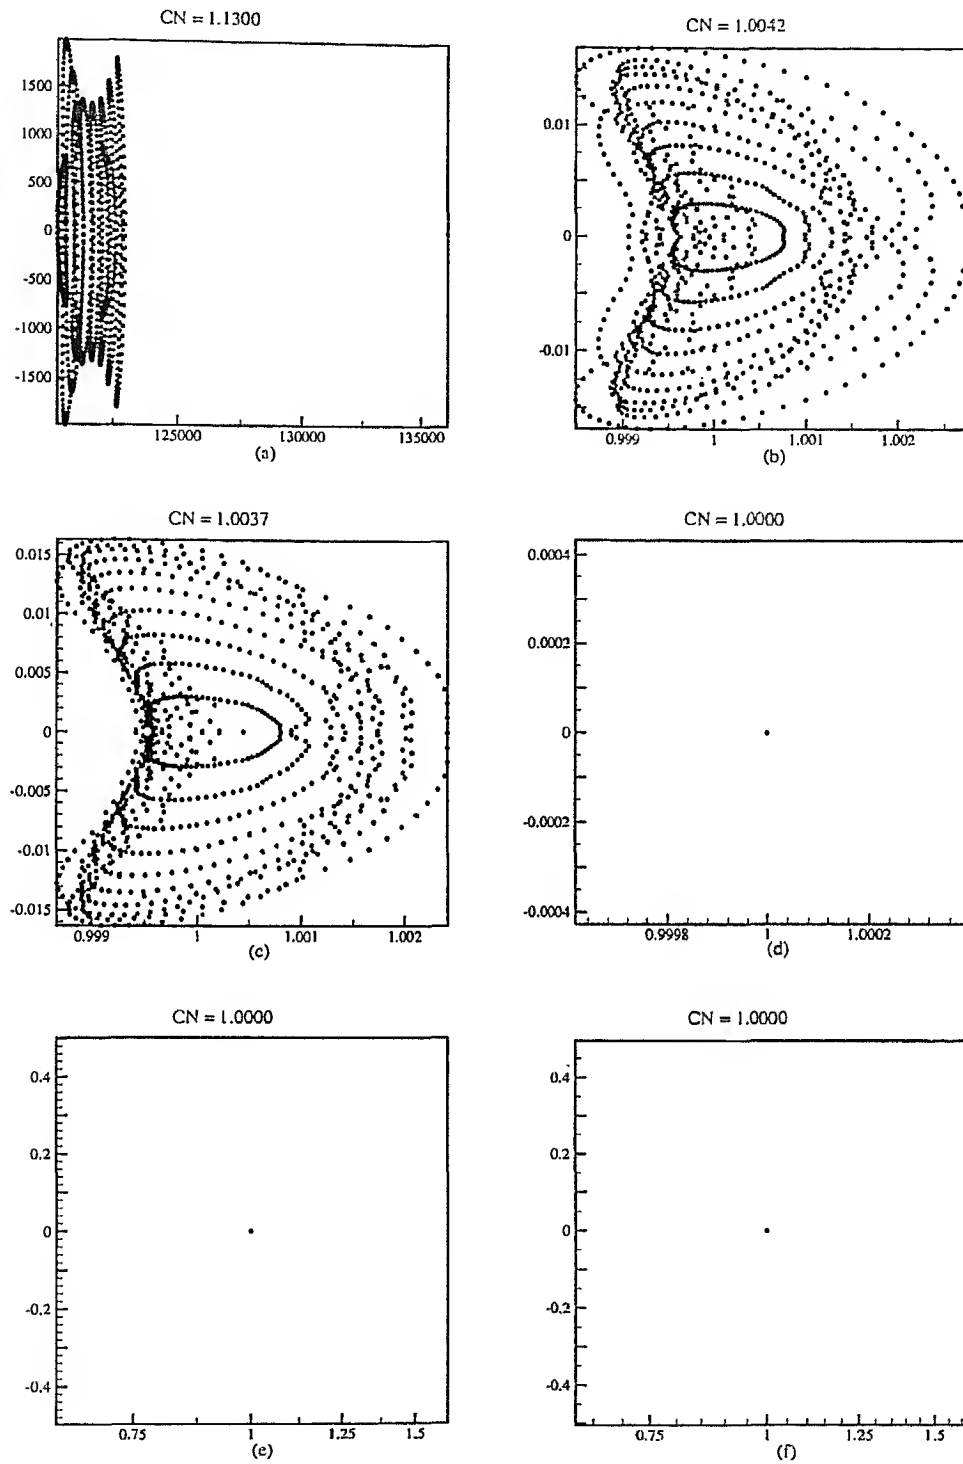 CN = 1.1300
1500
1000
500
0
-500
-1000
-1500
125000 130000 135000
(a)
CN = 1.0042
0.01
0
-0.01
0.999 1 1.001 1.002
(b)
CN = 1.0037
0.015
0.01
0.005
0
-0.005
-0.01
-0.015
0.999 1 1.001 1.002
(c)
CN = 1.0000
0.0004
0.0002
0
-0.0002
-0.0004
0.9998 1 1.0002
(d)
CN = 1.0000
0.4
0.2
0
-0.2
-0.4
0.75 1 1.25 1.5
(e)
CN = 1.0000
0.4
0.2
0
-0.2
-0.4
0.75 1 1.25 1.5
(f)